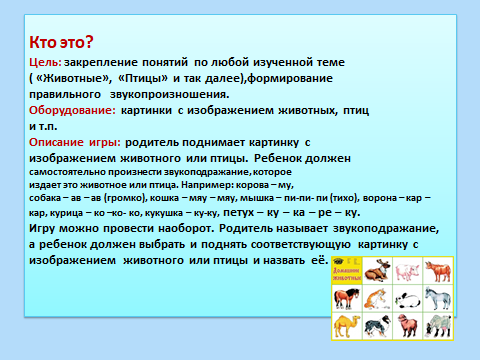 Кто это?
Цель: закрепление понятий по любой изученной теме
( «Животные», «Птицы» и так далее),формирование
правильного звукопроизношения.
Оборудование: картинки с изображением животных, птиц
и т.п.
Описание игры: родитель поднимает картинку с
изображением животного или птицы. Ребенок должен
самостоятельно произнести звукоподражание, которое
издает это животное или птица. Например: корова – му,
собака – ав – ав (громко), кошка – мяу – мяу, мышка – пи-пи- пи (тихо), ворона – кар –
кар, курица – ко –ко- ко, кукушка – ку-ку, петух – ку – ка – ре – ку.
Игру можно провести наоборот. Родитель называет звукоподражание,
а ребенок должен выбрать и поднять соответствующую картинку с
изображением животного или птицы и назвать её.
Домашние
животные